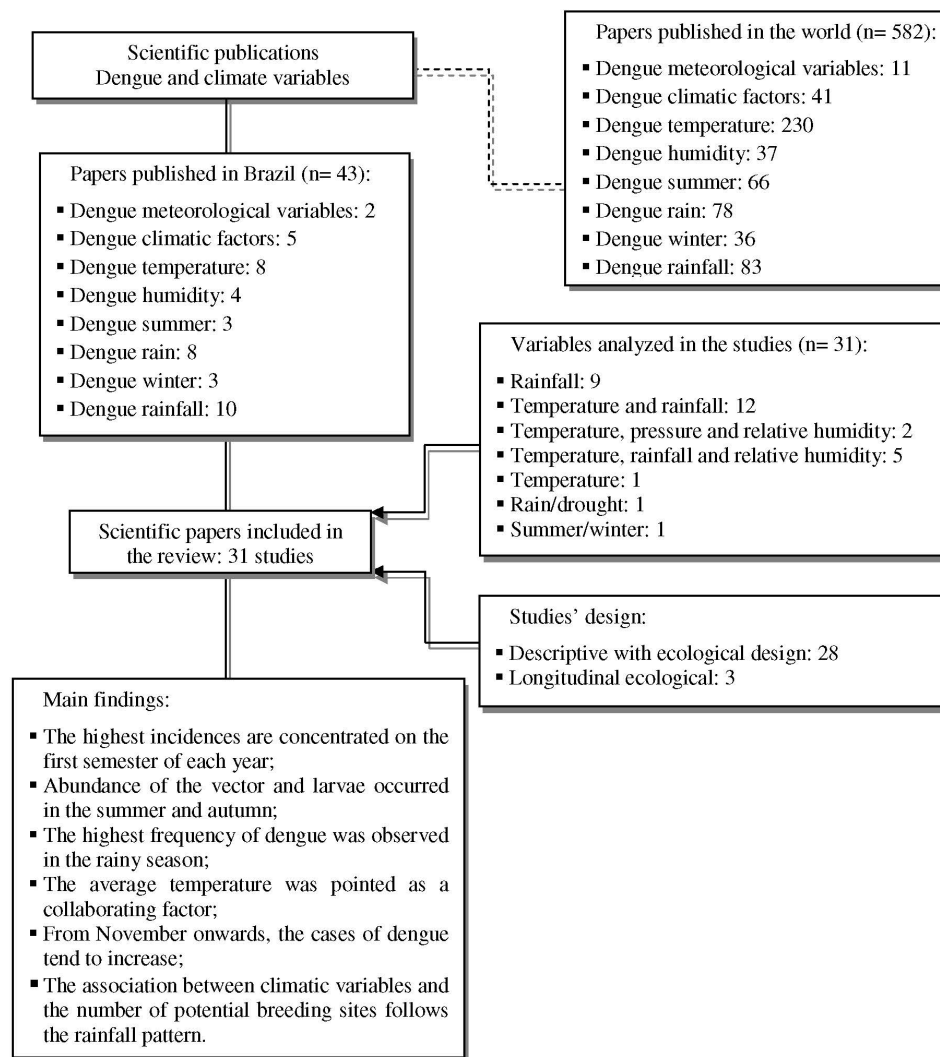 Scientific publications
Dengue and climate variables
Papers published in the world (n= 582):
▪ Dengue meteorological variables: 11
▪ Dengue climatic factors: 41
▪ Dengue temperature: 230
▪ Dengue humidity: 37
▪ Dengue summer: 66
▪ Dengue rain: 78
▪ Dengue winter: 36
▪ Dengue rainfall: 83
Papers published in Brazil (n= 43):
▪ Dengue meteorological variables: 2
▪ Dengue climatic factors: 5
▪ Dengue temperature: 8
▪ Dengue humidity: 4
▪ Dengue summer: 3
▪ Dengue rain: 8
▪ Dengue winter: 3
▪ Dengue rainfall: 10
Variables analyzed in the studies (n= 31):
▪ Rainfall: 9
▪ Temperature and rainfall: 12
▪ Temperature, pressure and relative humidity: 2
▪ Temperature, rainfall and relative humidity: 5
▪ Temperature: 1
▪ Rain/drought: 1
▪ Summer/winter: 1
Scientific papers included in
the review: 31 studies
Studies’ design:
▪ Descriptive with ecological design: 28
▪ Longitudinal ecological: 3
Main findings:
▪ The highest incidences are concentrated on the
first semester of each year;
▪ Abundance of the vector and larvae occurred
in the summer and autumn;
▪ The highest frequency of dengue was observed
in the rainy season;
▪ The average temperature was pointed as a
collaborating factor;
▪ From November onwards, the cases of dengue
tend to increase;
▪ The association between climatic variables and
the number of potential breeding sites follows
the rainfall pattern.